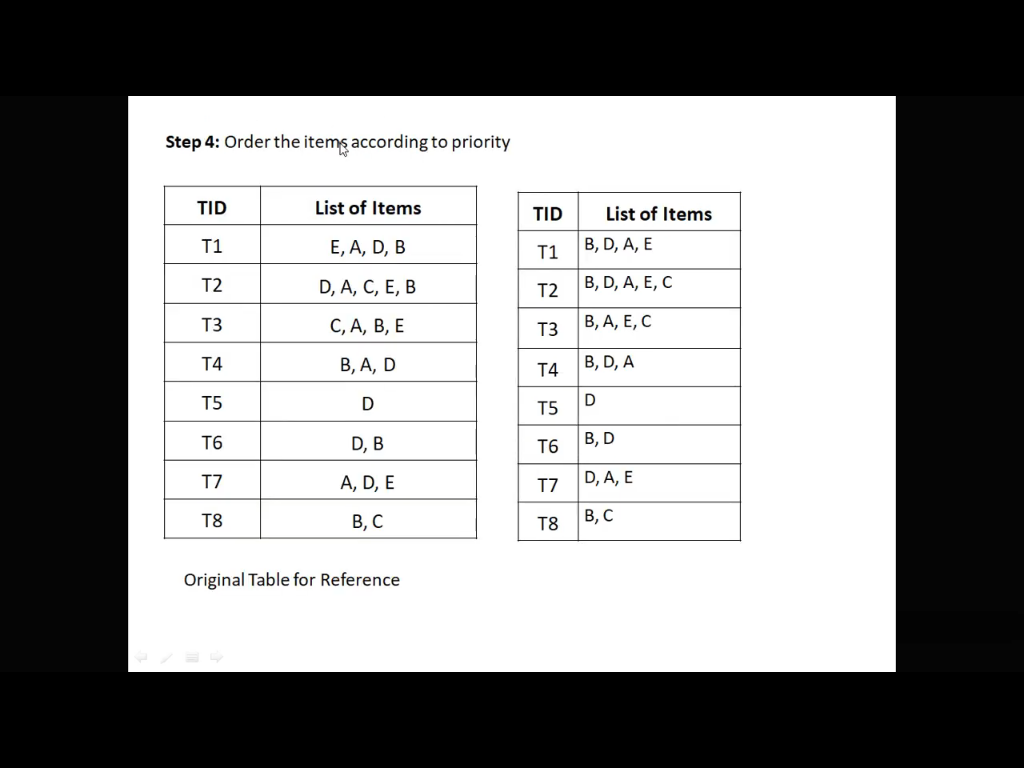 Step 4: Order the items according to priority
TID List of Items
T1 E, A, D, B
T2 D, A, C, E, B
T3 C, A, B, E
T4 B, A, D
T5 D
T6 D, B
T7 A, D, E
T8 B, C
TID List of Items
T1 B, D, A, E
T2 B, D, A, E, C
T3 B, A, E, C
T4 B, D, A
T5 D
T6 B, D
T7 D, A, E
T8 B, C
Original Table for Reference